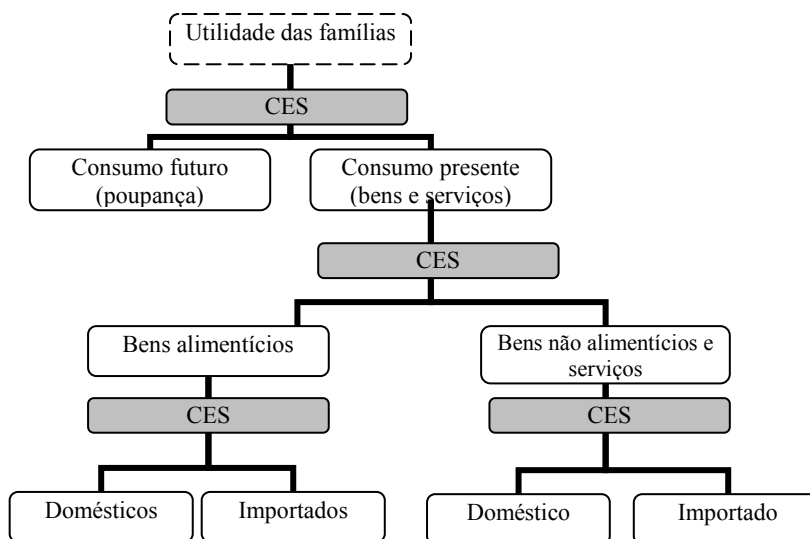 Utilidade das famílias
CES
Consumo futuro
(poupança)
Consumo presente
(bens e serviços)
CES
Bens alimentícios
Bens não alimentícios e
serviços
CES
CES
Domésticos
Importados
Doméstico
Importado